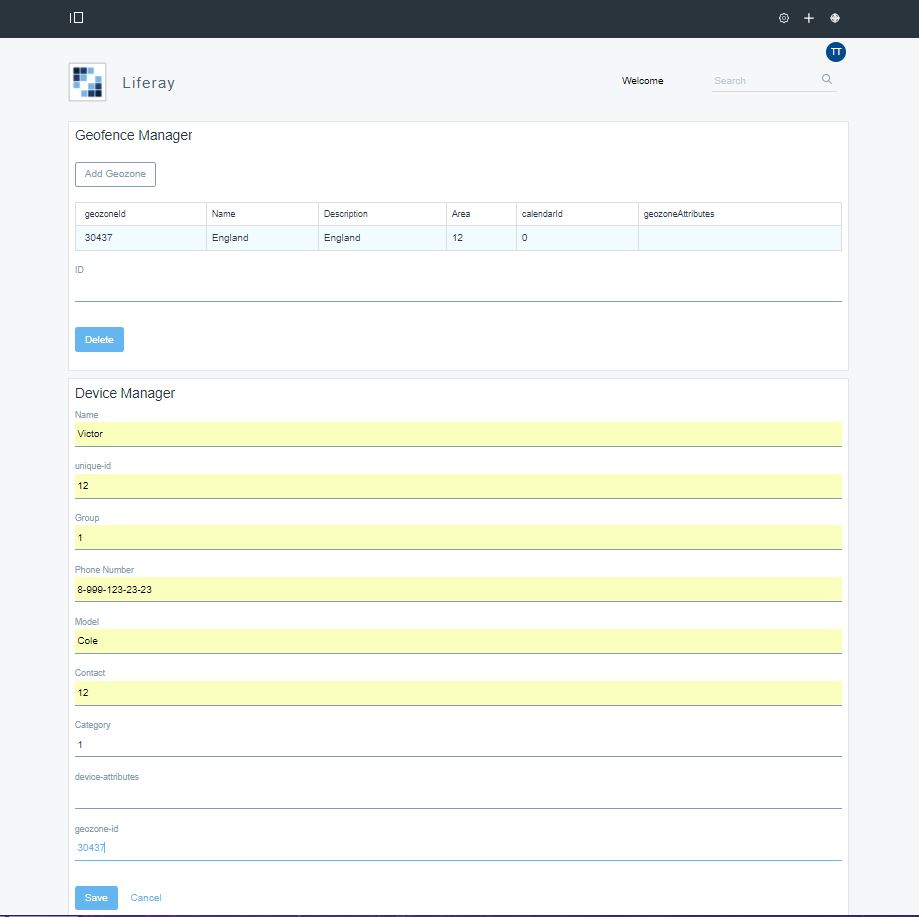 TT
Liferay
Welcome
Search
Geofence Manager
Add Geozone
geozoneId Name Description Area calendarId geozoneAttributes
30437 England England 12 0
ID
Delete
Device Manager
Name
Victor
unique-id
12
Group
1
Phone Number
8-999-123-23-23
Model
Cole
Contact
12
Category
1
device-attributes
geozone-id
30437
Save Cancel